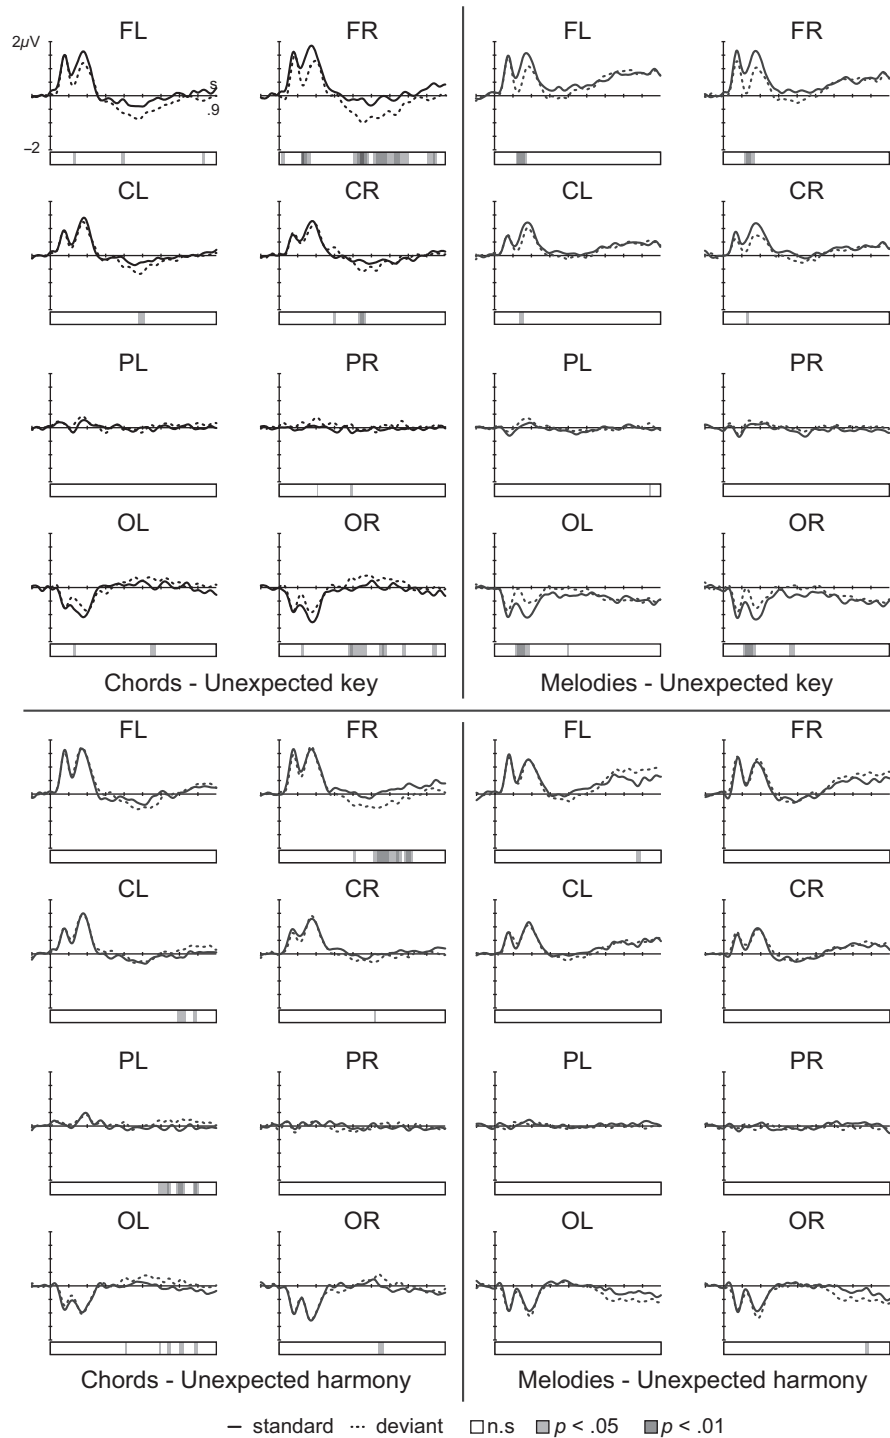 FL FR FL FR
2µV
s
.9
–2
CL CR CL CR
PL PR PL PR
OL OR OL OR
Chords - Unexpected key Melodies - Unexpected key
FL FR FL FR
CL CR CL CR
PL PR PL PR
OL OR OL OR
Chords - Unexpected harmony Melodies - Unexpected harmony
standard deviant n.s p < .05 p < .01